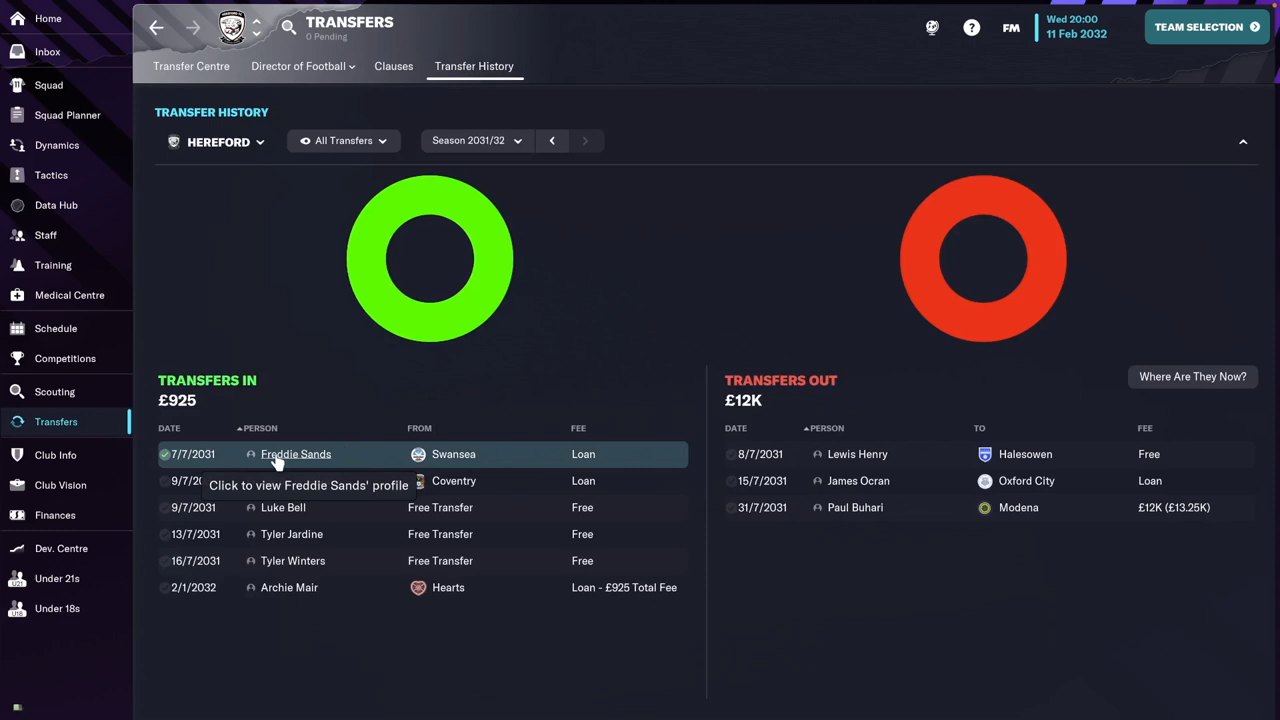 Home
Inbox
Squad
Squad Planner
Dynamics
Tactics
Data Hub
Staff
Training
Medical Centre
Schedule
Competitions
Scouting
Transfers
Club Info
Club Vision
Finances
Dev. Centre
U21 Under 21s
U18 Under 18s
TRANSFERS
0 Pending
? FM
Wed 20:00
11 Feb 2032
TEAM SELECTION
Transfer Centre Director of Football Clauses Transfer History
TRANSFER HISTORY
HEREFORD All Transfers Season 2031/32
TRANSFERS IN
£925
DATE PERSON FROM FEE
7/7/2031 Freddie Sands Swansea Loan
9/7/ Coventry Loan
Click to view Freddie Sands' profile
9/7/2031 Luke Bell Free Transfer Free
13/7/2031 Tyler Jardine Free Transfer Free
16/7/2031 Tyler Winters Free Transfer Free
2/1/2032 Archie Mair Hearts Loan - £925 Total Fee
TRANSFERS OUT
£12K
Where Are They Now?
DATE PERSON TO FEE
8/7/2031 Lewis Henry Halesowen Free
15/7/2031 James Ocran Oxford City Loan
31/7/2031 Paul Buhari Modena £12K (£13.25K)